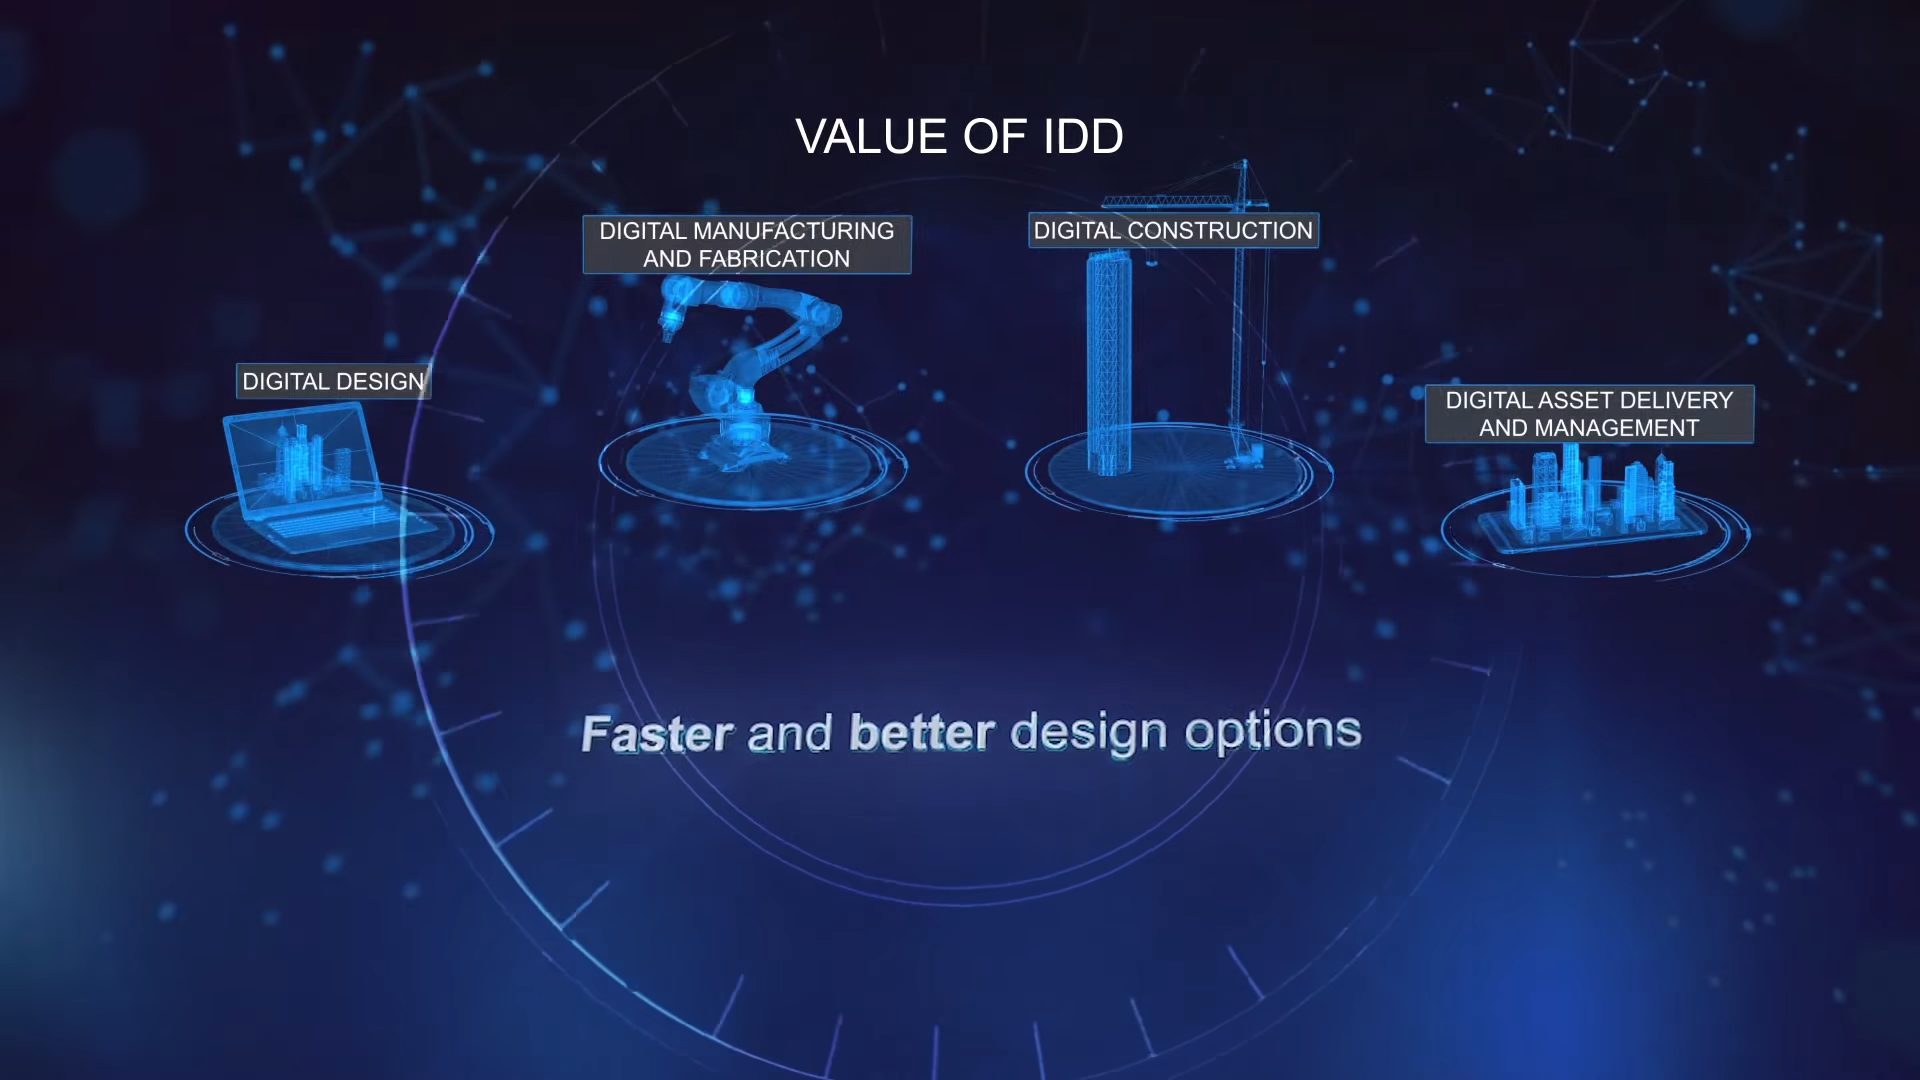 VALUE OF IDD
DIGITAL DESIGN
DIGITAL MANUFACTURING
AND FABRICATION
DIGITAL CONSTRUCTION
DIGITAL ASSET DELIVERY
AND MANAGEMENT
Faster and better design options